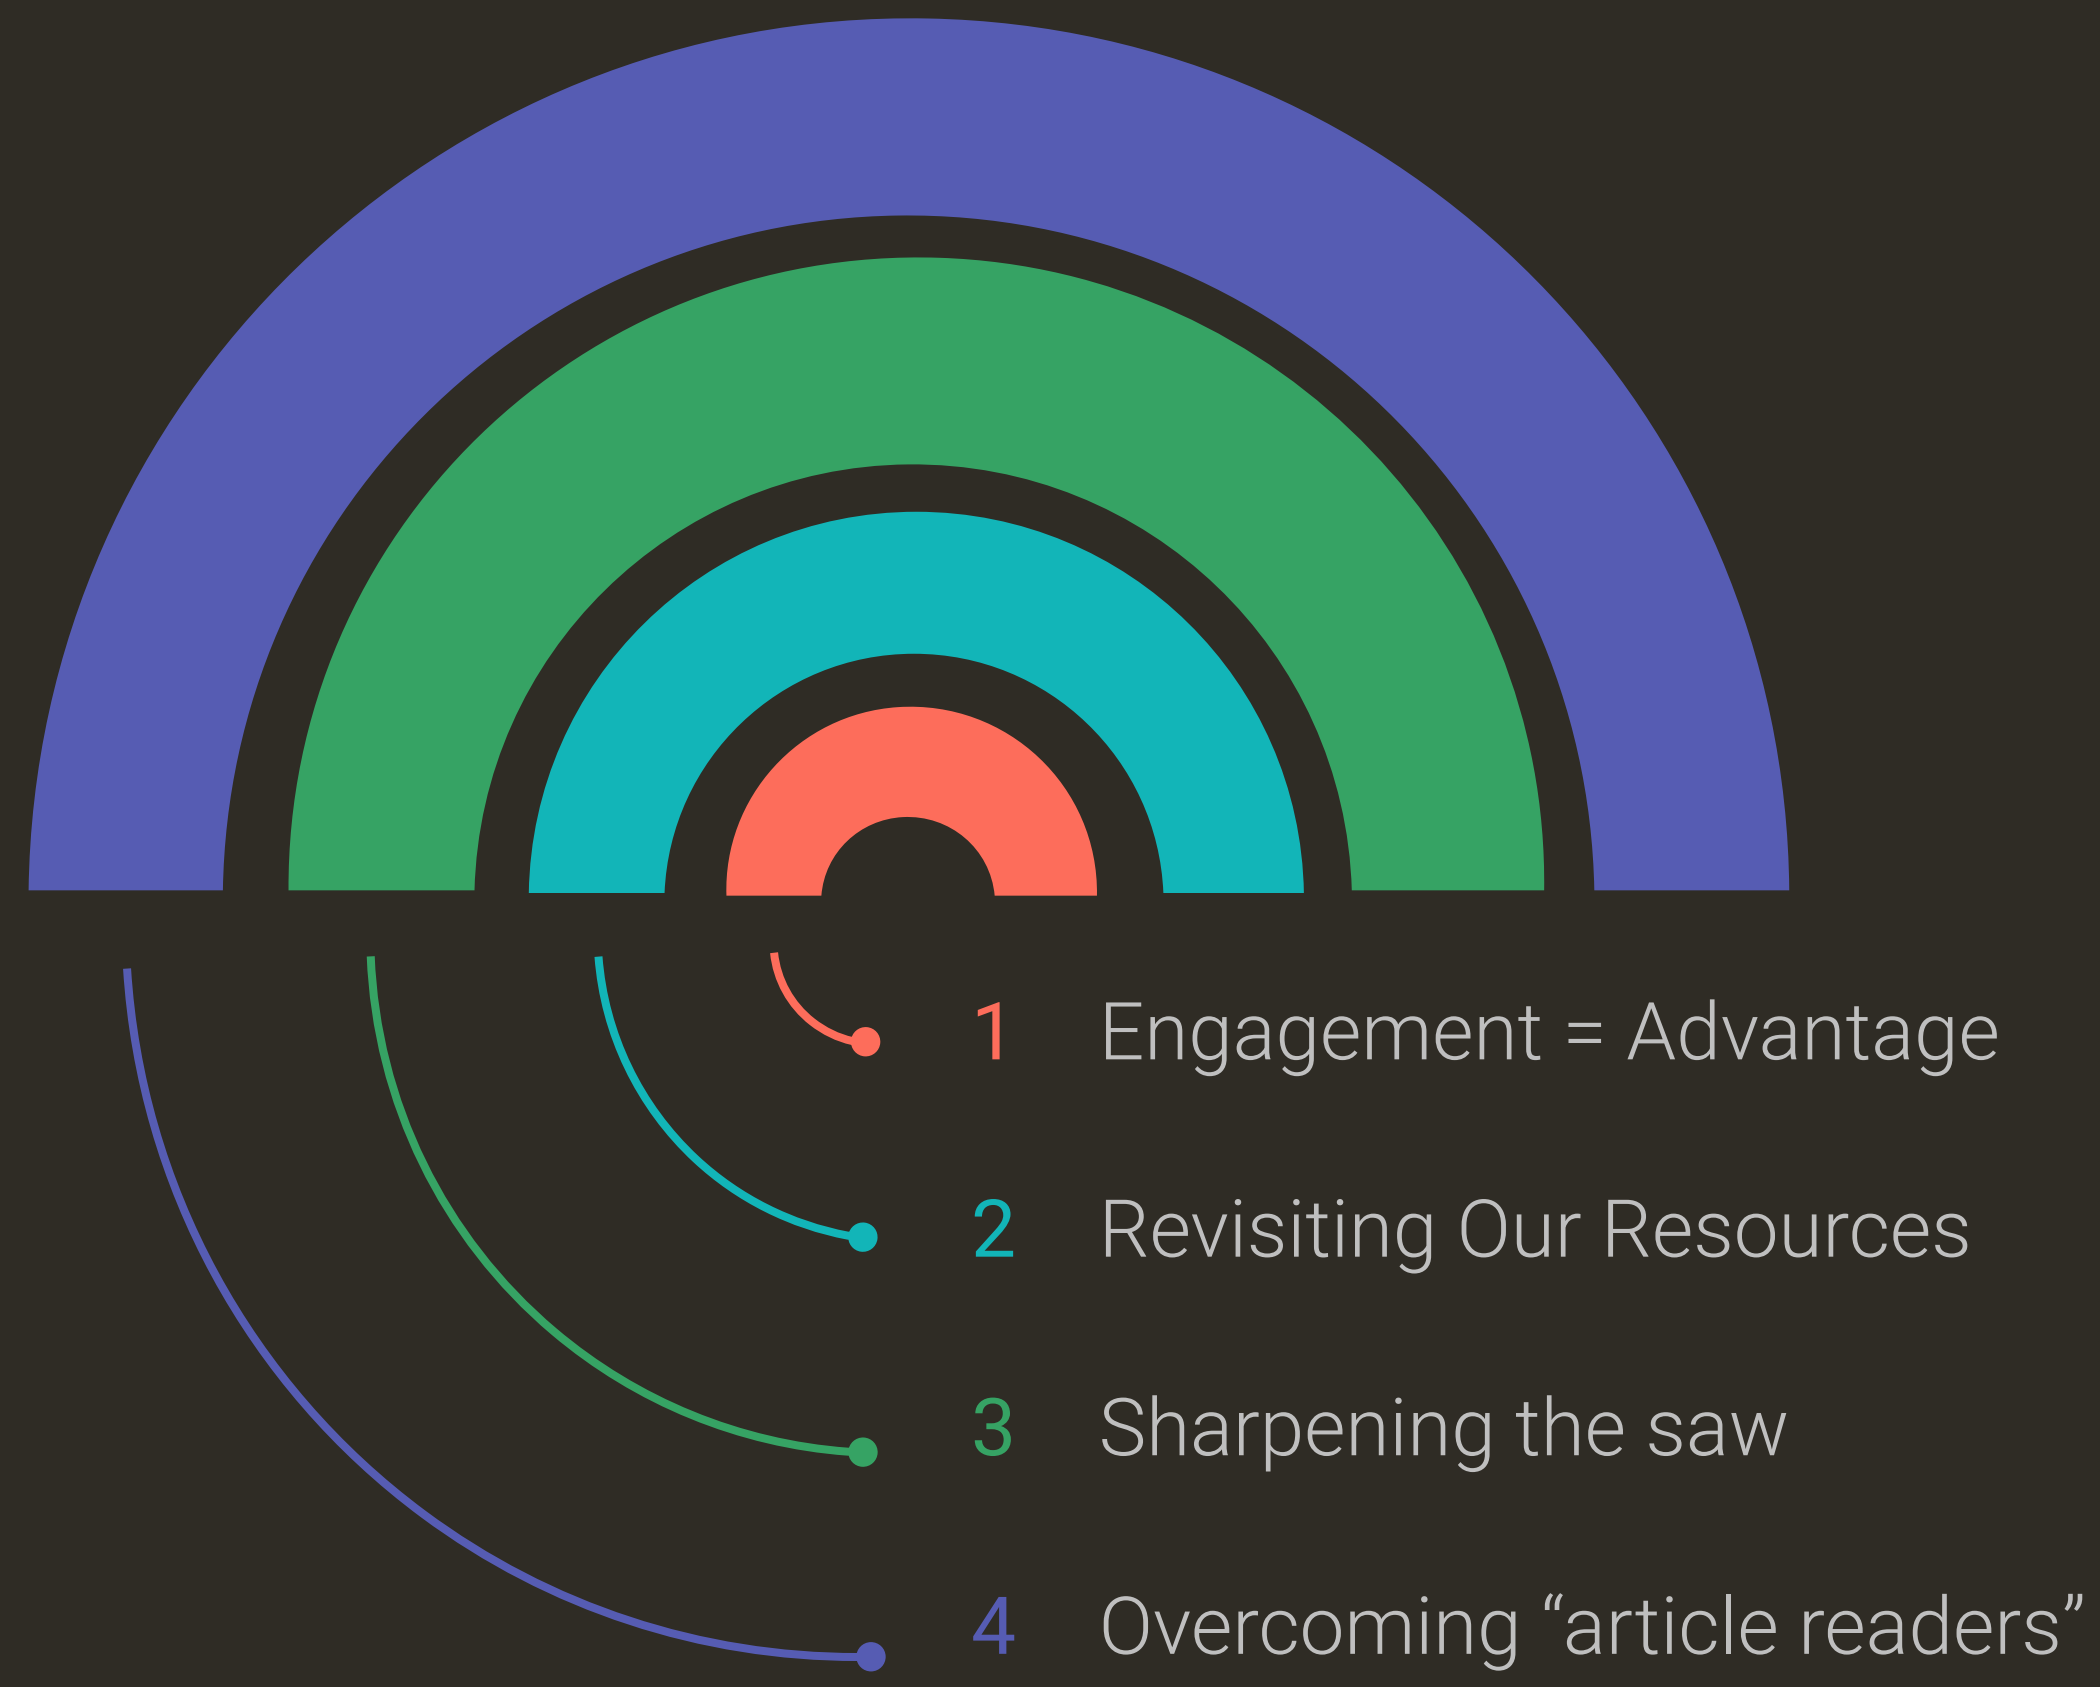 1 Engagement = Advantage
2 Revisiting Our Resources
3 Sharpening the saw
4 Overcoming “article readers”